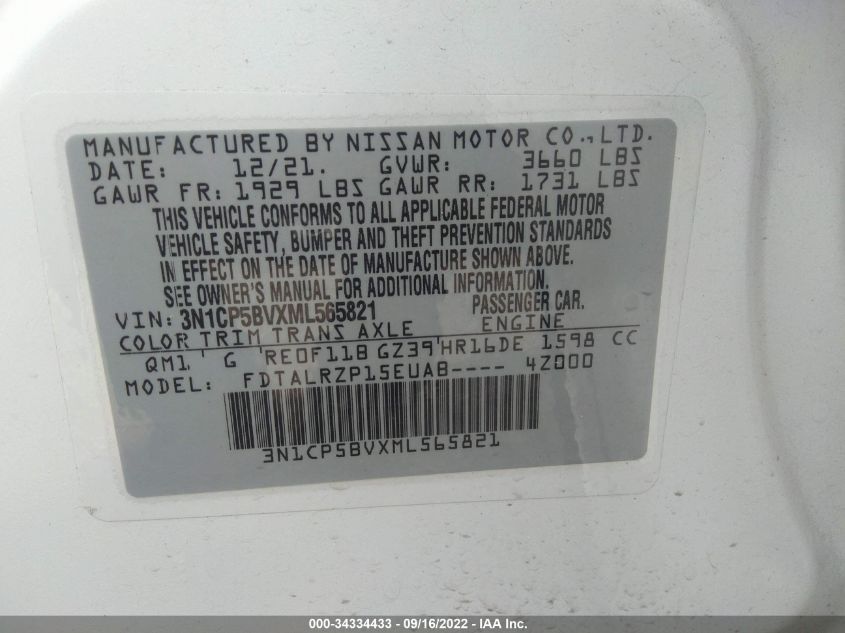 MANUFACTURED BY NISSAN MOTOR CO., LTD.
DATE: 12/21. GVWR: 3660 LBS
GAWR FR: 1929 LBS GAWR RR: 1731 LBS
THIS VEHICLE CONFORMS TO ALL APPLICABLE FEDERAL MOTOR
VEHICLE SAFETY, BUMPER AND THEFT PREVENTION STANDARDS
IN EFFECT ON THE DATE OF MANUFACTURE SHOWN ABOVE.
SEE OWNER'S MANUAL FOR ADDITIONAL INFORMATION.
VIN: 3N1CP5BVXML565821 PASSENGER CAR.
COLOR TRIM TRANS AXLE ENGINE
QM1 ' G 'RE0F11B GZ39'HR16DE 1598 CC
MODEL: FDTALRZP15EUAB---- 4Z000
3N1CP5BVXML565821
000-34334433 - 09/16/2022 - IAA Inc.